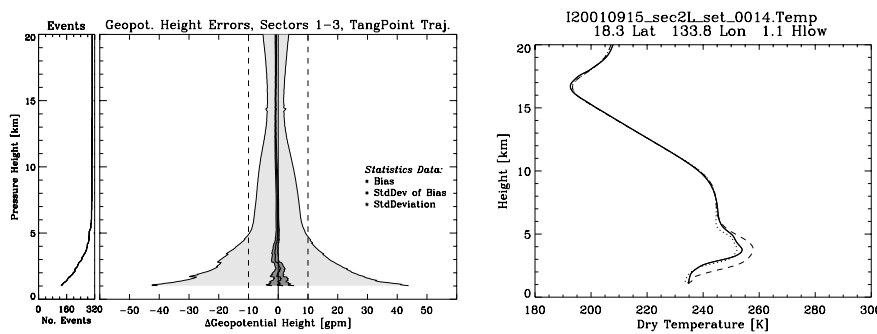 Events
Geopot. Height Errors, Sectors 1-3, TangPoint Traj.
Pressure Height [km]
20
15
10
5
0
0 160 320
No. Events
-50 -40 -30 -20 -10 0 10 20 30 40 50
ΔGeopotential Height [gpm]
Statistics Data:
* Bias
* StdDev of Bias
* StdDeviation
I20010915_sec2L_set_0014.Temp
18.3 Lat 133.8 Lon 1.1 Hlow
Height [km]
20
15
10
5
0
180 200 220 240 260 280 300
Dry Temperature [K]